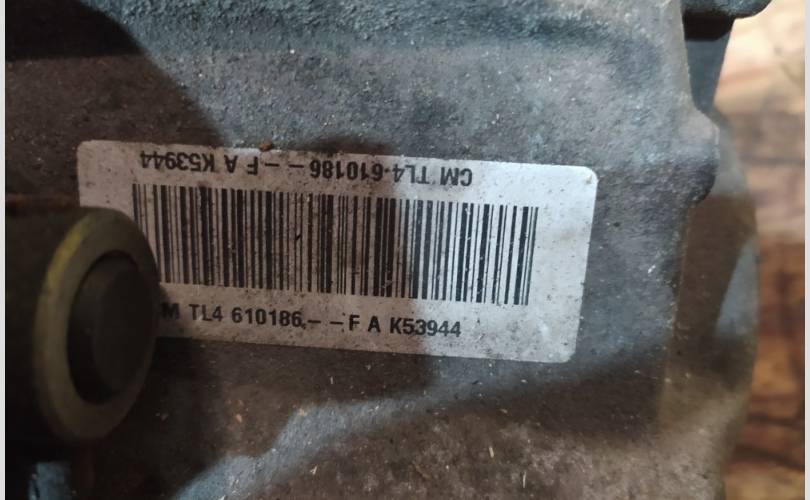 CM TL4 610186 - - F A K53944
M TL4 610186 - - F A K53944